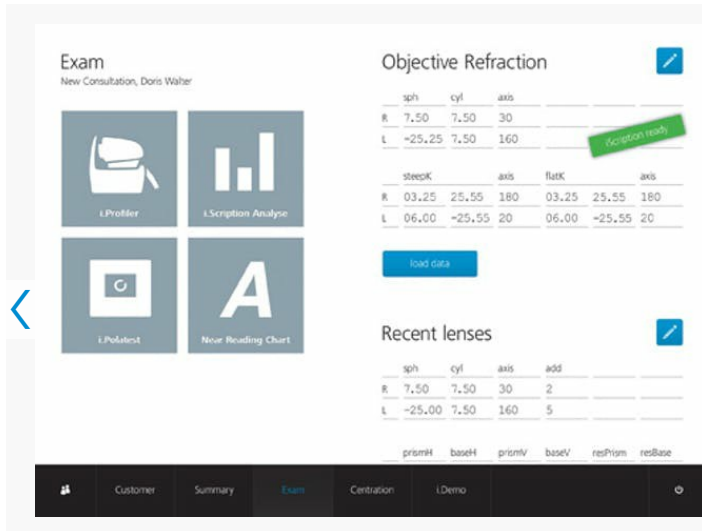 Exam
New Consultation, Doris Walter
i.Profiler
i.Scription Analyse
i.Polatest
A
Near Reading Chart
Objective Refraction
sph cyl axis
R 7.50 7.50 30
L -25.25 7.50 160
iScription ready
steepK axis flatK axis
R 03.25 25.55 180 03.25 25.55 180
L 06.00 -25.55 20 06.00 -25.55 20
load data
Recent lenses
sph cyl axis add
R 7.50 7.50 30 2
L -25.00 7.50 160 5
prismH baseH prismV baseV resPrism resBase
Customer Summary Exam Centration i.Demo